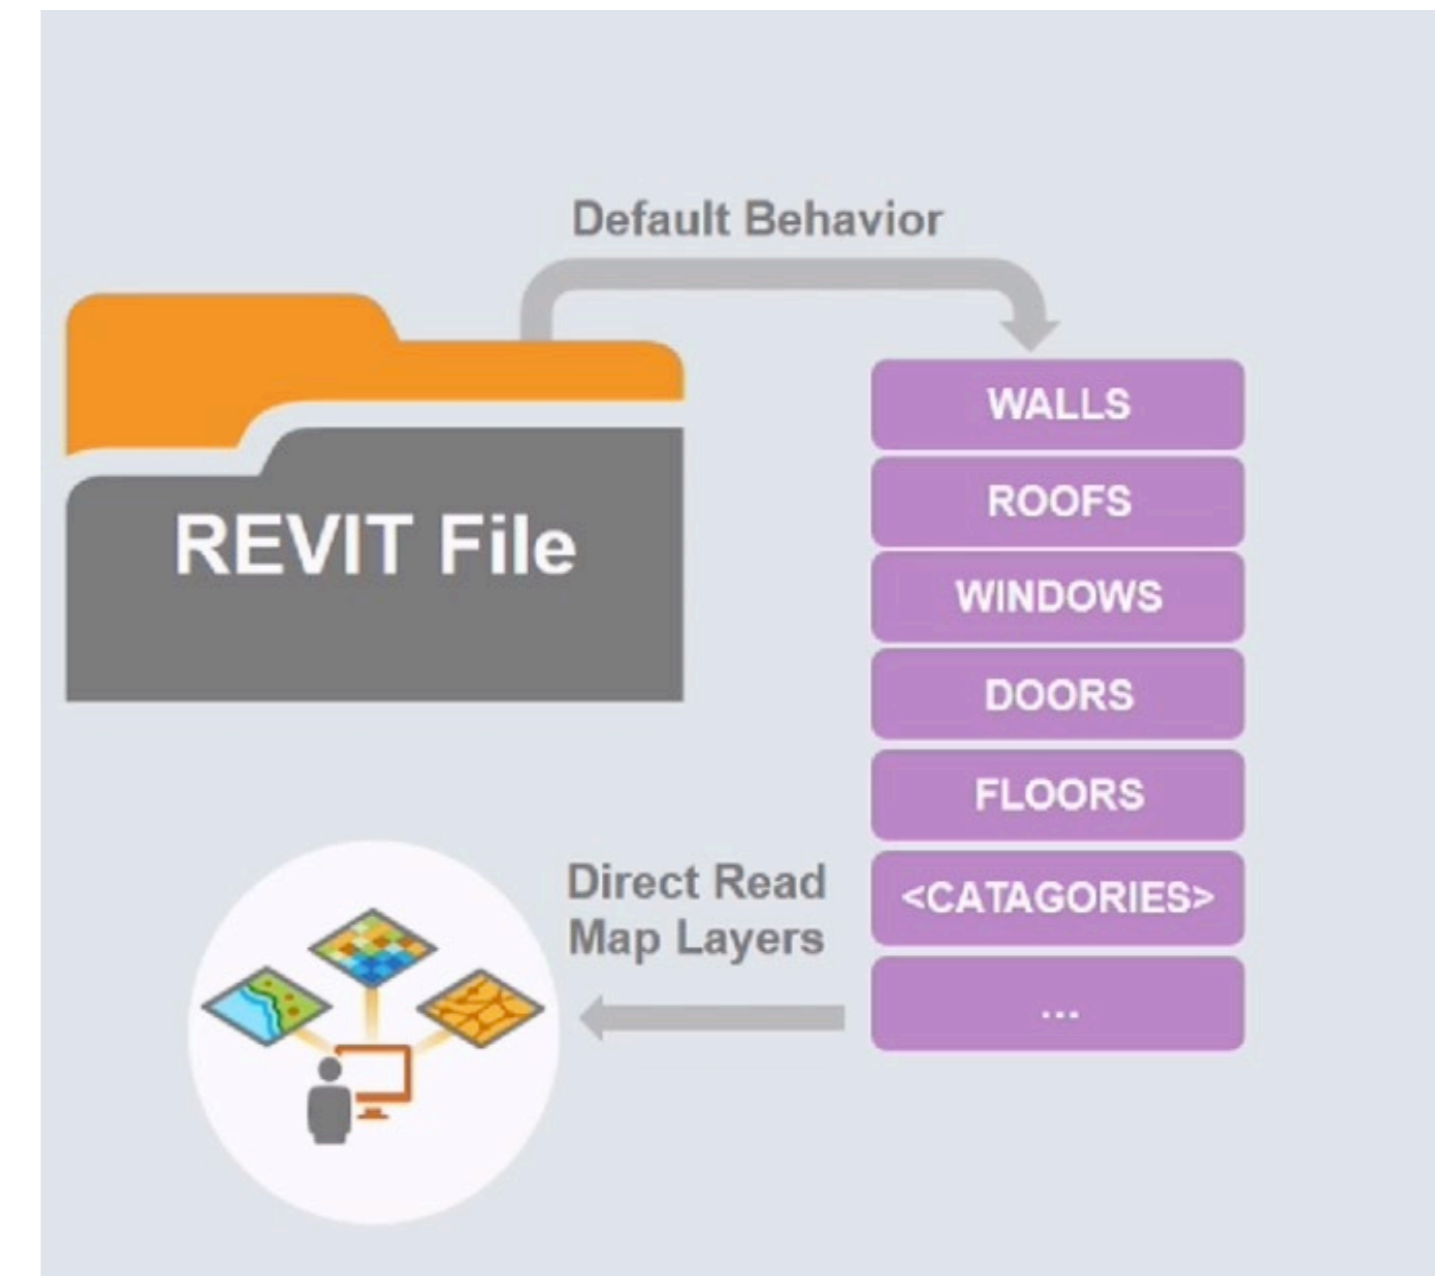 Default Behavior
REVIT File
WALLS
ROOFS
WINDOWS
DOORS
FLOORS
<CATAGORIES>
...
Direct Read
Map Layers